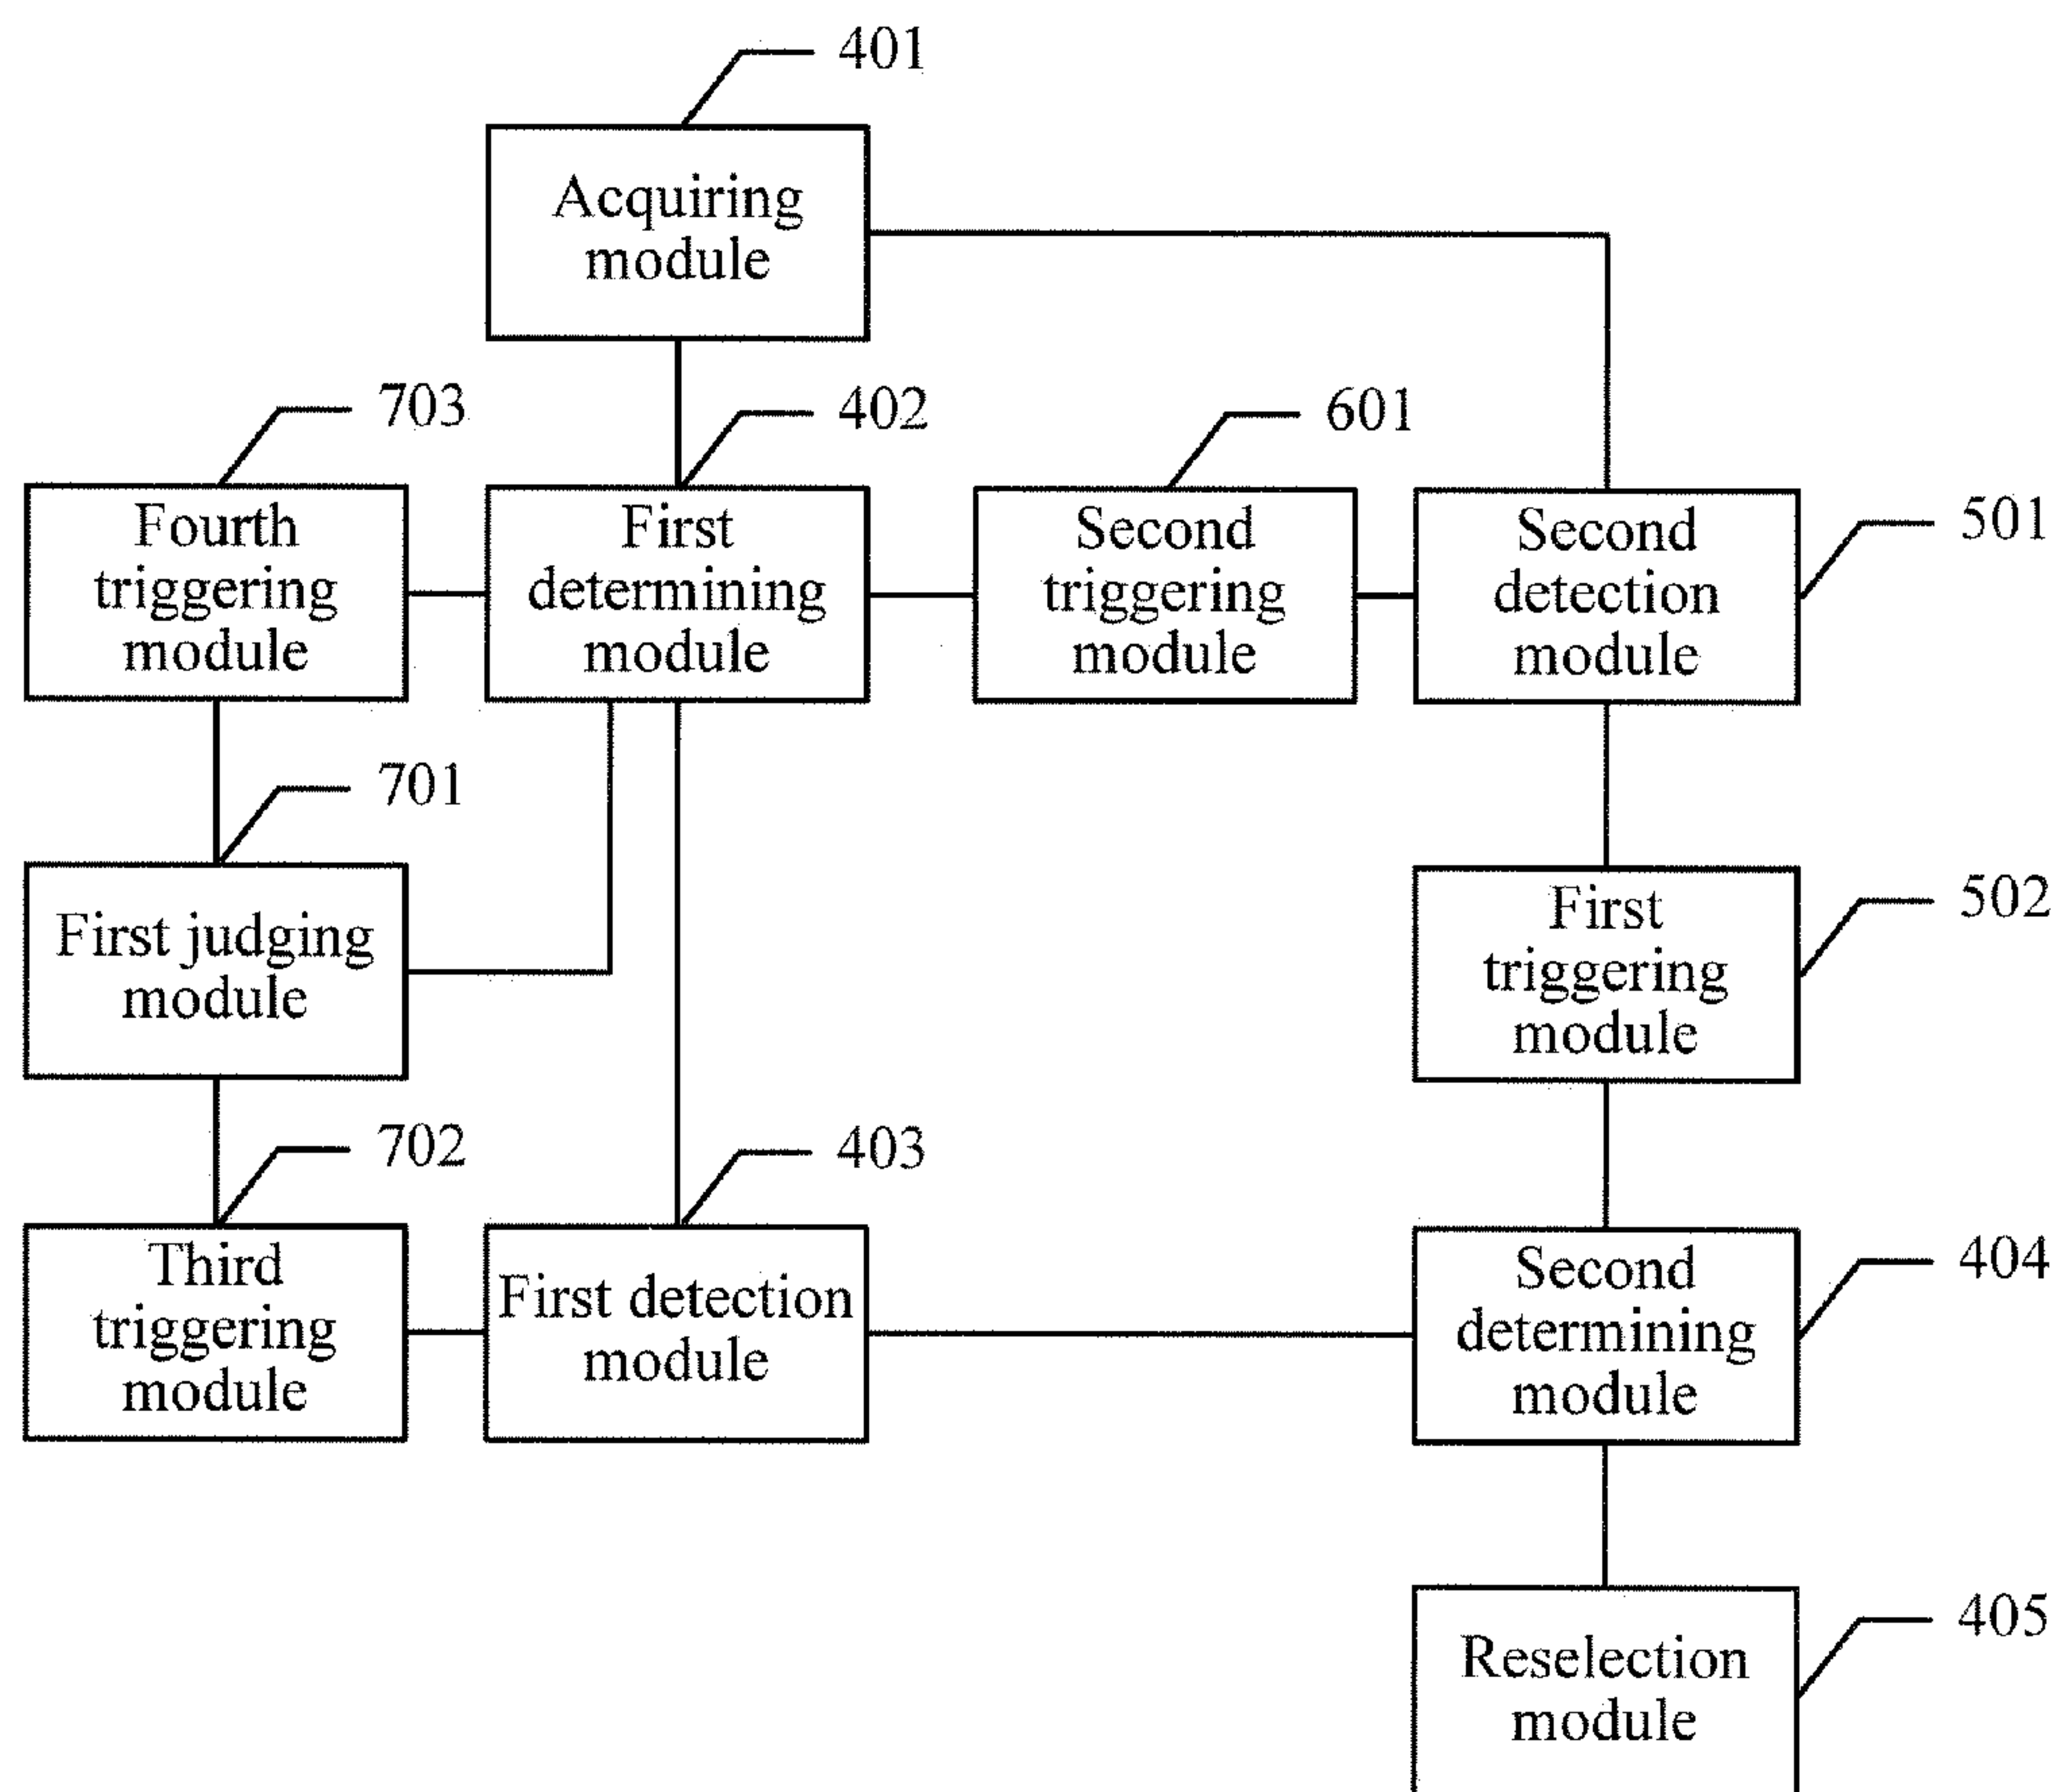 401
Acquiring
module
703
402
601
Fourth
triggering
module
First
determining
module
Second
triggering
module
Second
detection
module
501
701
First judging
module
First
triggering
module
502
702
403
Third
triggering
module
First detection
module
Second
determining
module
404
Reselection
module
405